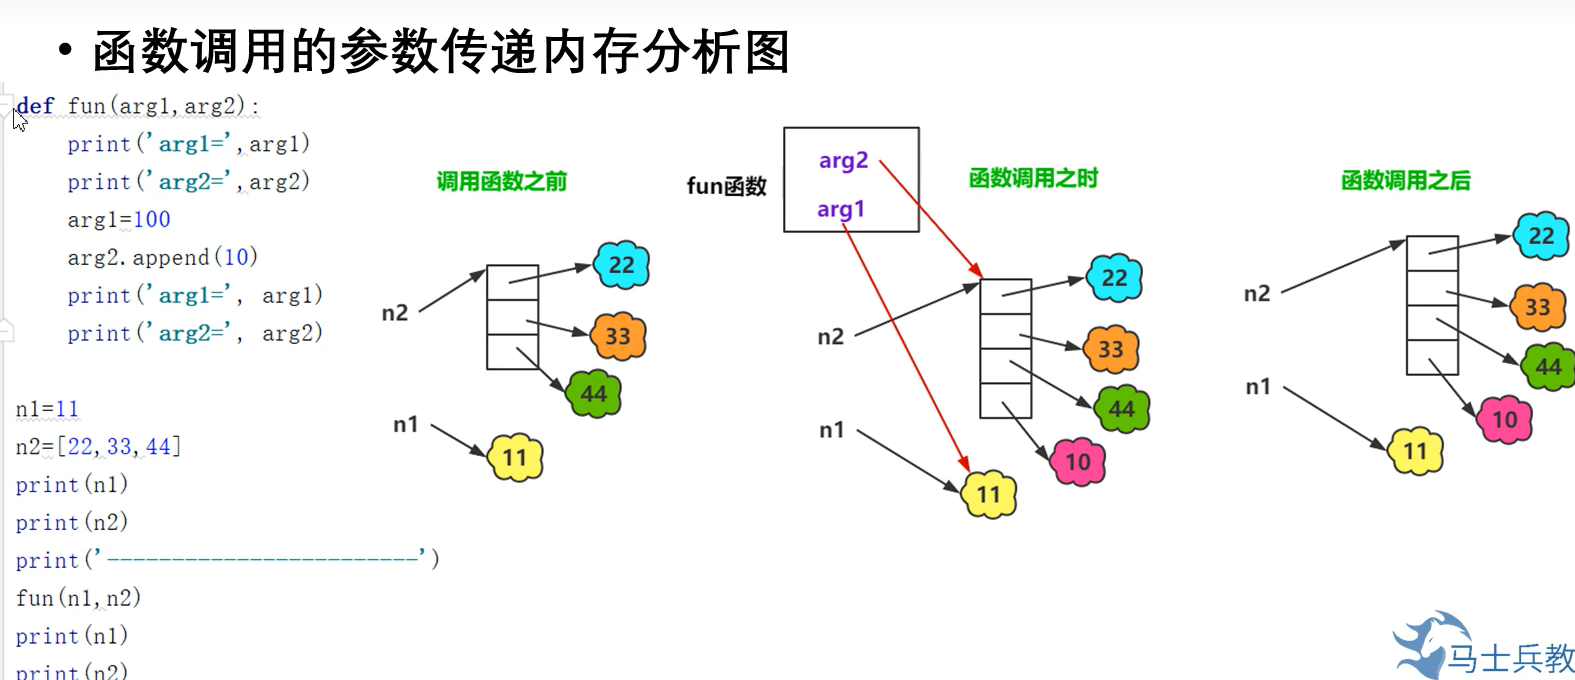 • 函数调用的参数传递内存分析图
def fun(arg1,arg2):
    print('arg1=',arg1)
    print('arg2=',arg2)
    arg1=100
    arg2.append(10)
    print('arg1=', arg1)
    print('arg2=', arg2)
n1=11
n2=[22,33,44]
print(n1)
print(n2)
print('------------------------')
fun(n1,n2)
print(n1)
print(n2)
调用函数之前
n2
22
33
44
n1
11
fun函数
arg2
arg1
函数调用之时
n2
22
33
44
10
n1
11
函数调用之后
n2
22
33
44
10
n1
11
马士兵教